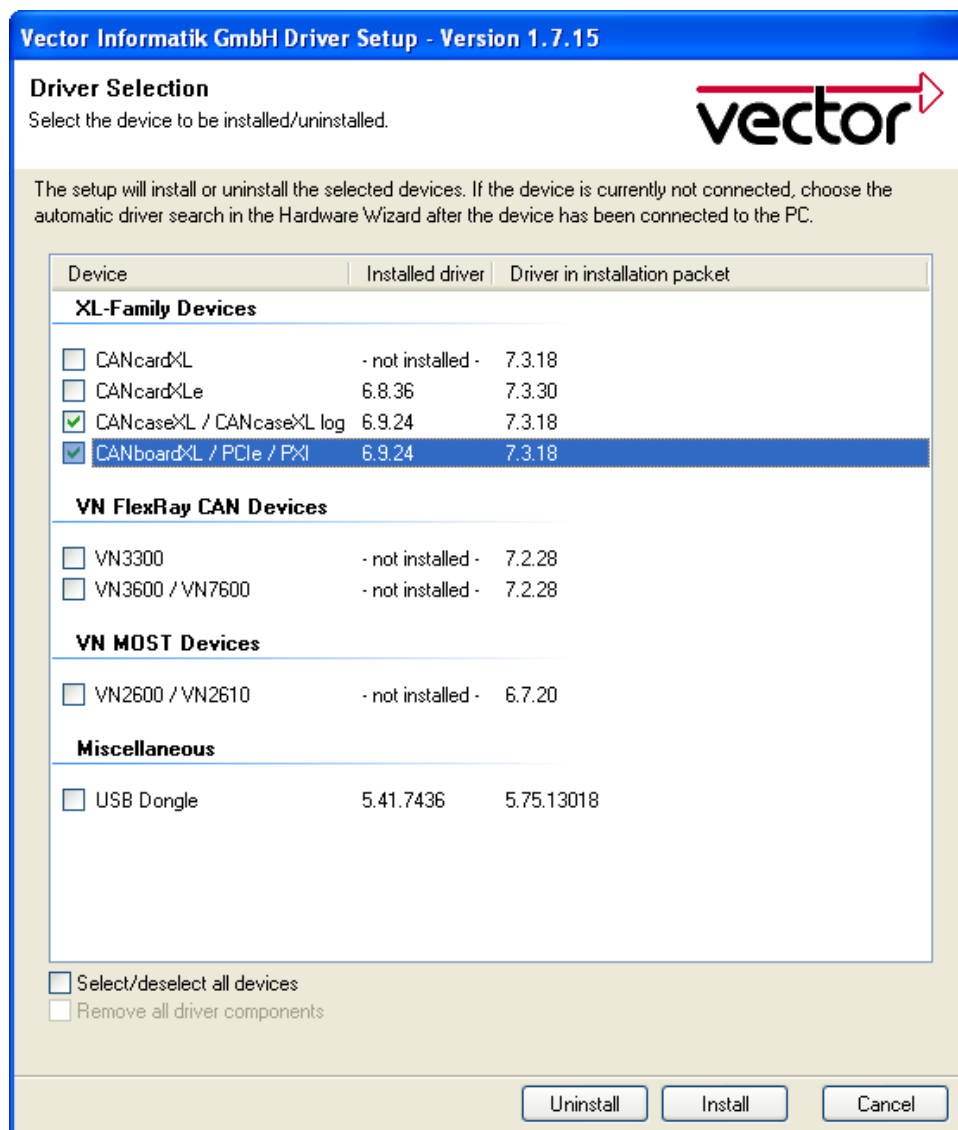 Vector Informatik GmbH Driver Setup - Version 1.7.15
Driver Selection
Select the device to be installed/uninstalled.
vector
The setup will install or uninstall the selected devices. If the device is currently not connected, choose the
automatic driver search in the Hardware Wizard after the device has been connected to the PC.
Device Installed driver Driver in installation packet
XL-Family Devices
CANcardXL - not installed - 7.3.18
CANcardXLe 6.8.36 7.3.30
CANcaseXL / CANcaseXL log 6.9.24 7.3.18
CANboardXL / PCIe / PXI 6.9.24 7.3.18
VN FlexRay CAN Devices
VN3300 - not installed - 7.2.28
VN3600 / VN7600 - not installed - 7.2.28
VN MOST Devices
VN2600 / VN2610 - not installed - 6.7.20
Miscellaneous
USB Dongle 5.41.7436 5.75.13018
Select/deselect all devices
Remove all driver components
Uninstall Install Cancel